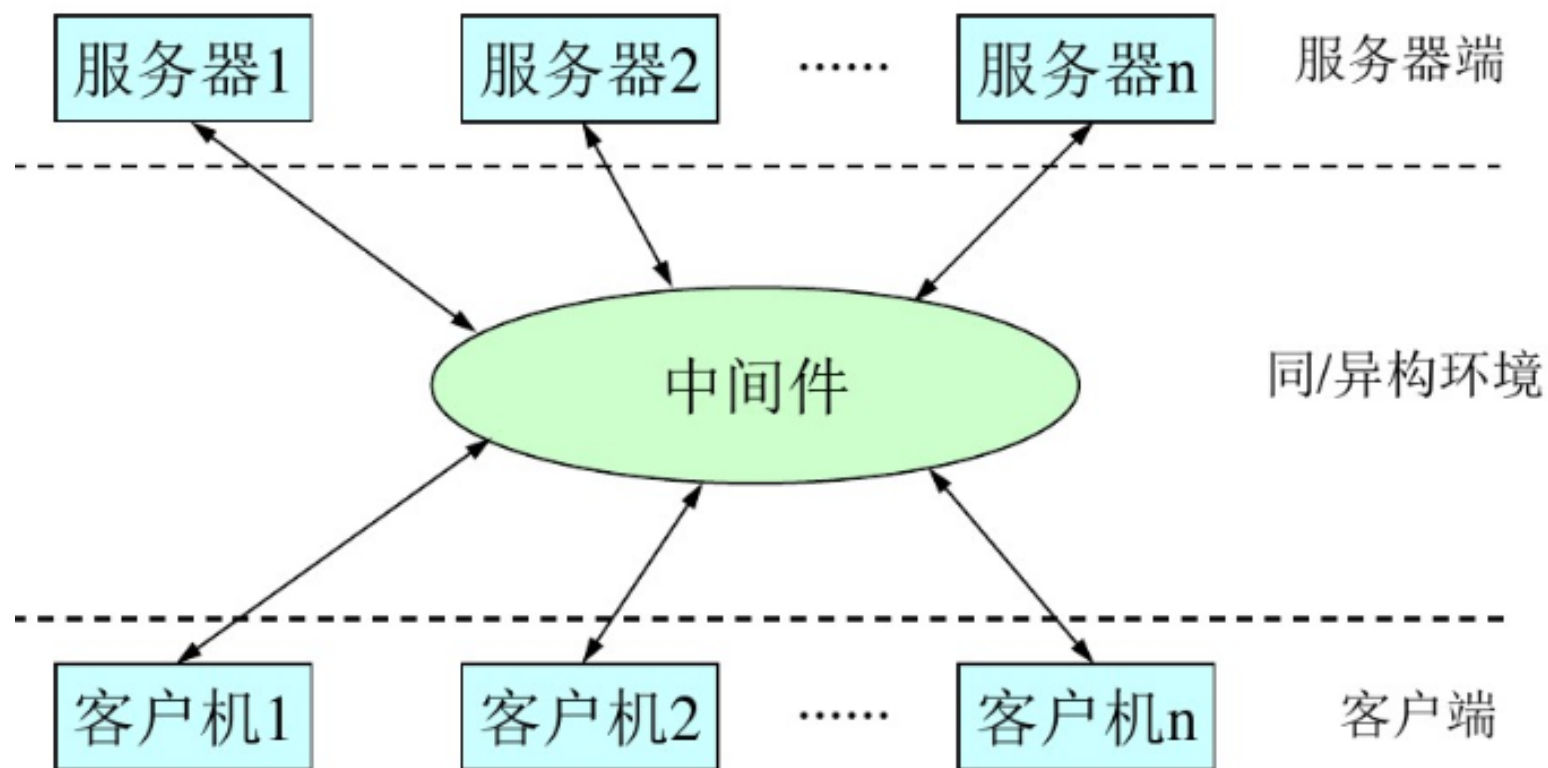 服务器1 服务器2 ······ 服务器n 服务器端
中间件 同/异构环境
客户机1 客户机2 ······ 客户机n 客户端